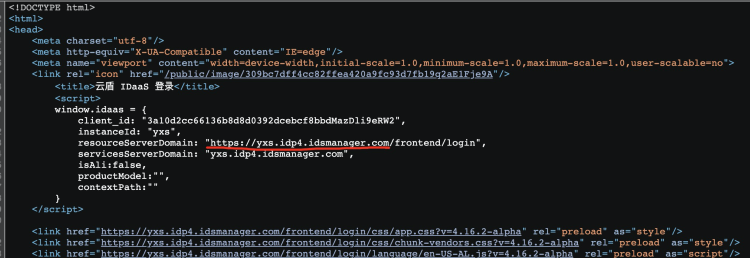 <!DOCTYPE html>
<html>
<head>
<meta charset="utf-8"/>
<meta http-equiv="X-UA-Compatible" content="IE=edge"/>
<meta name="viewport" content="width=device-width,initial-scale=1.0,minimum-scale=1.0,maximum-scale=1.0,user-scalable=no">
<link rel="icon" href="/public/image/309bc7dff4cc82ffea420a9fc93d7fb19q2aE1Fje9A"/>
<title>云盾 IDaaS 登录</title>
<script>
window.idaas = {
client_id: "3a10d2cc66136b8d8d0392dcebcf8bbdMazDli9eRW2",
instanceId: "yxs",
resourceServerDomain: "https://yxs.idp4.idsmanager.com/frontend/login",
servicesServerDomain: "yxs.idp4.idsmanager.com",
isAli:false,
productModel:"",
contextPath:""
}
</script>
<link href="https://yxs.idp4.idsmanager.com/frontend/login/css/app.css?v=4.16.2-alpha" rel="preload" as="style"/>
<link href="https://yxs.idp4.idsmanager.com/frontend/login/css/chunk-vendors.css?v=4.16.2-alpha" rel="preload" as="style"/>
<link href="https://yxs.idp4.idsmanager.com/frontend/login/language/en-US-AL.js?v=4.16.2-alpha" rel="preload" as="script"/>